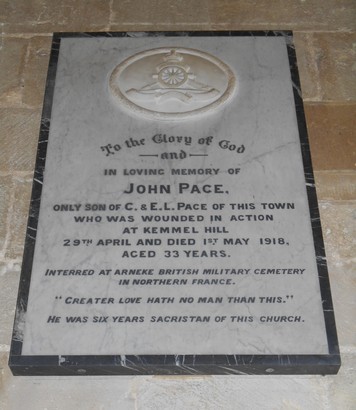 To the Glory of God
and
IN LOVING MEMORY OF
JOHN PACE,
ONLY SON OF C. & E.L. PACE OF THIS TOWN
WHO WAS WOUNDED IN ACTION
AT KEMMEL HILL
29TH APRIL AND DIED 1ST MAY 1918,
AGED 33 YEARS.
INTERRED AT ARNEKE BRITISH MILITARY CEMETERY
IN NORTHERN FRANCE.
"GREATER LOVE HATH NO MAN THAN THIS."
HE WAS SIX YEARS SACRISTAN OF THIS CHURCH.